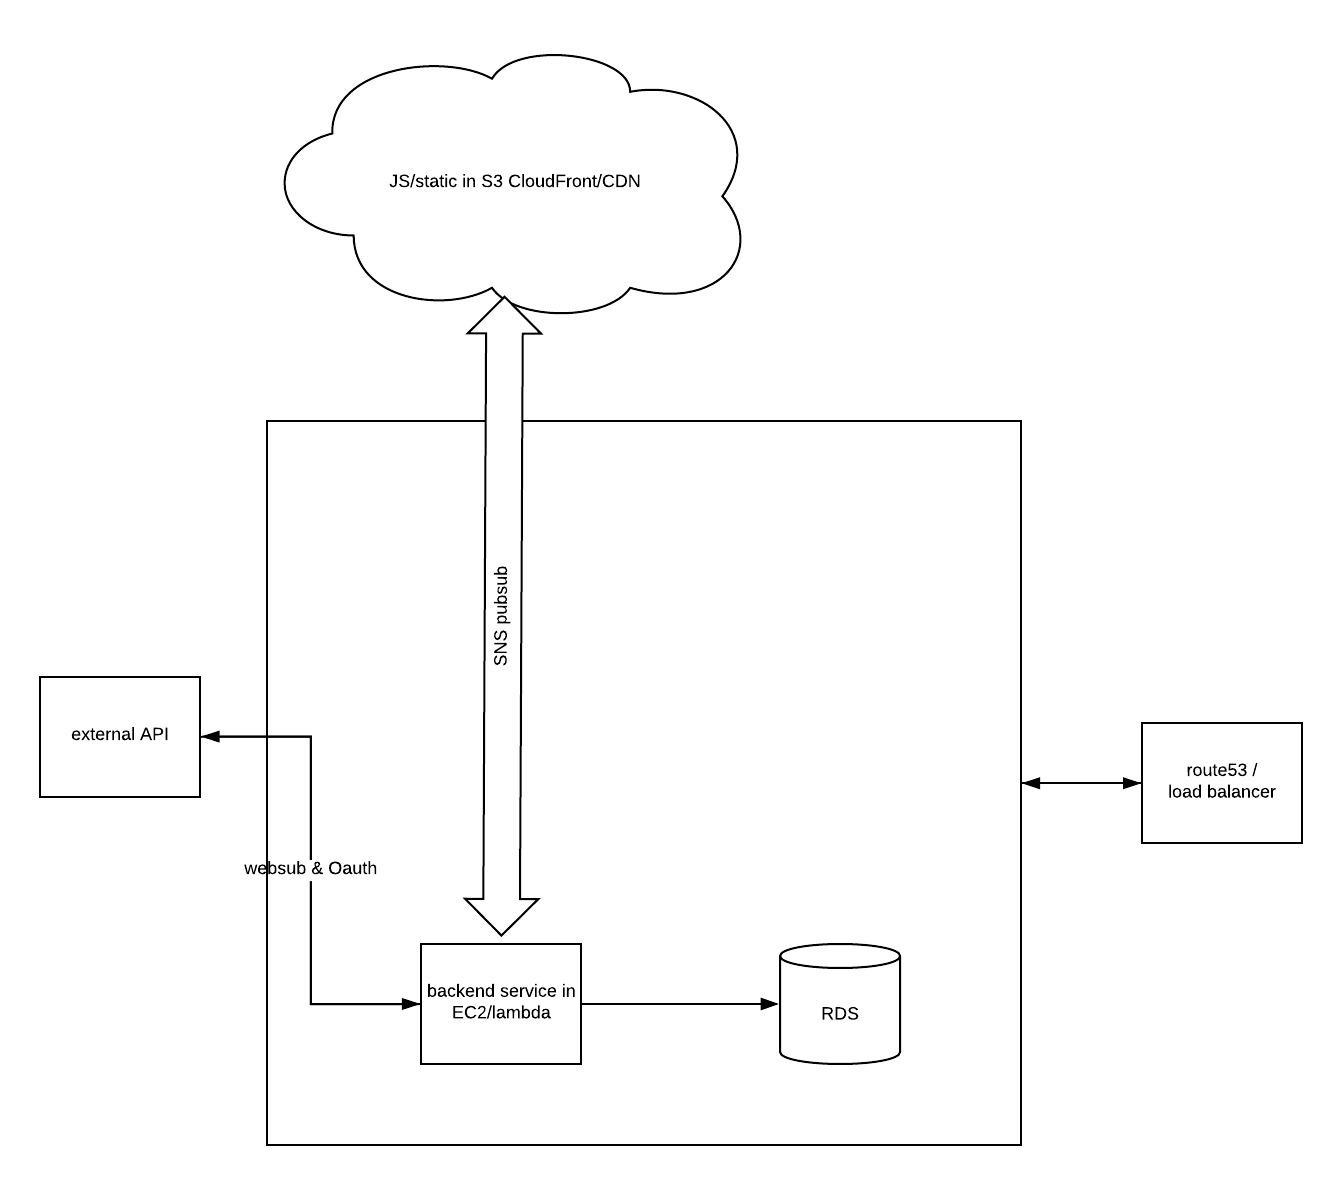 JS/static in S3 CloudFront/CDN
SNS pubsub
external API
route53 /
load balancer
websub & Oauth
backend service in
EC2/lambda
RDS